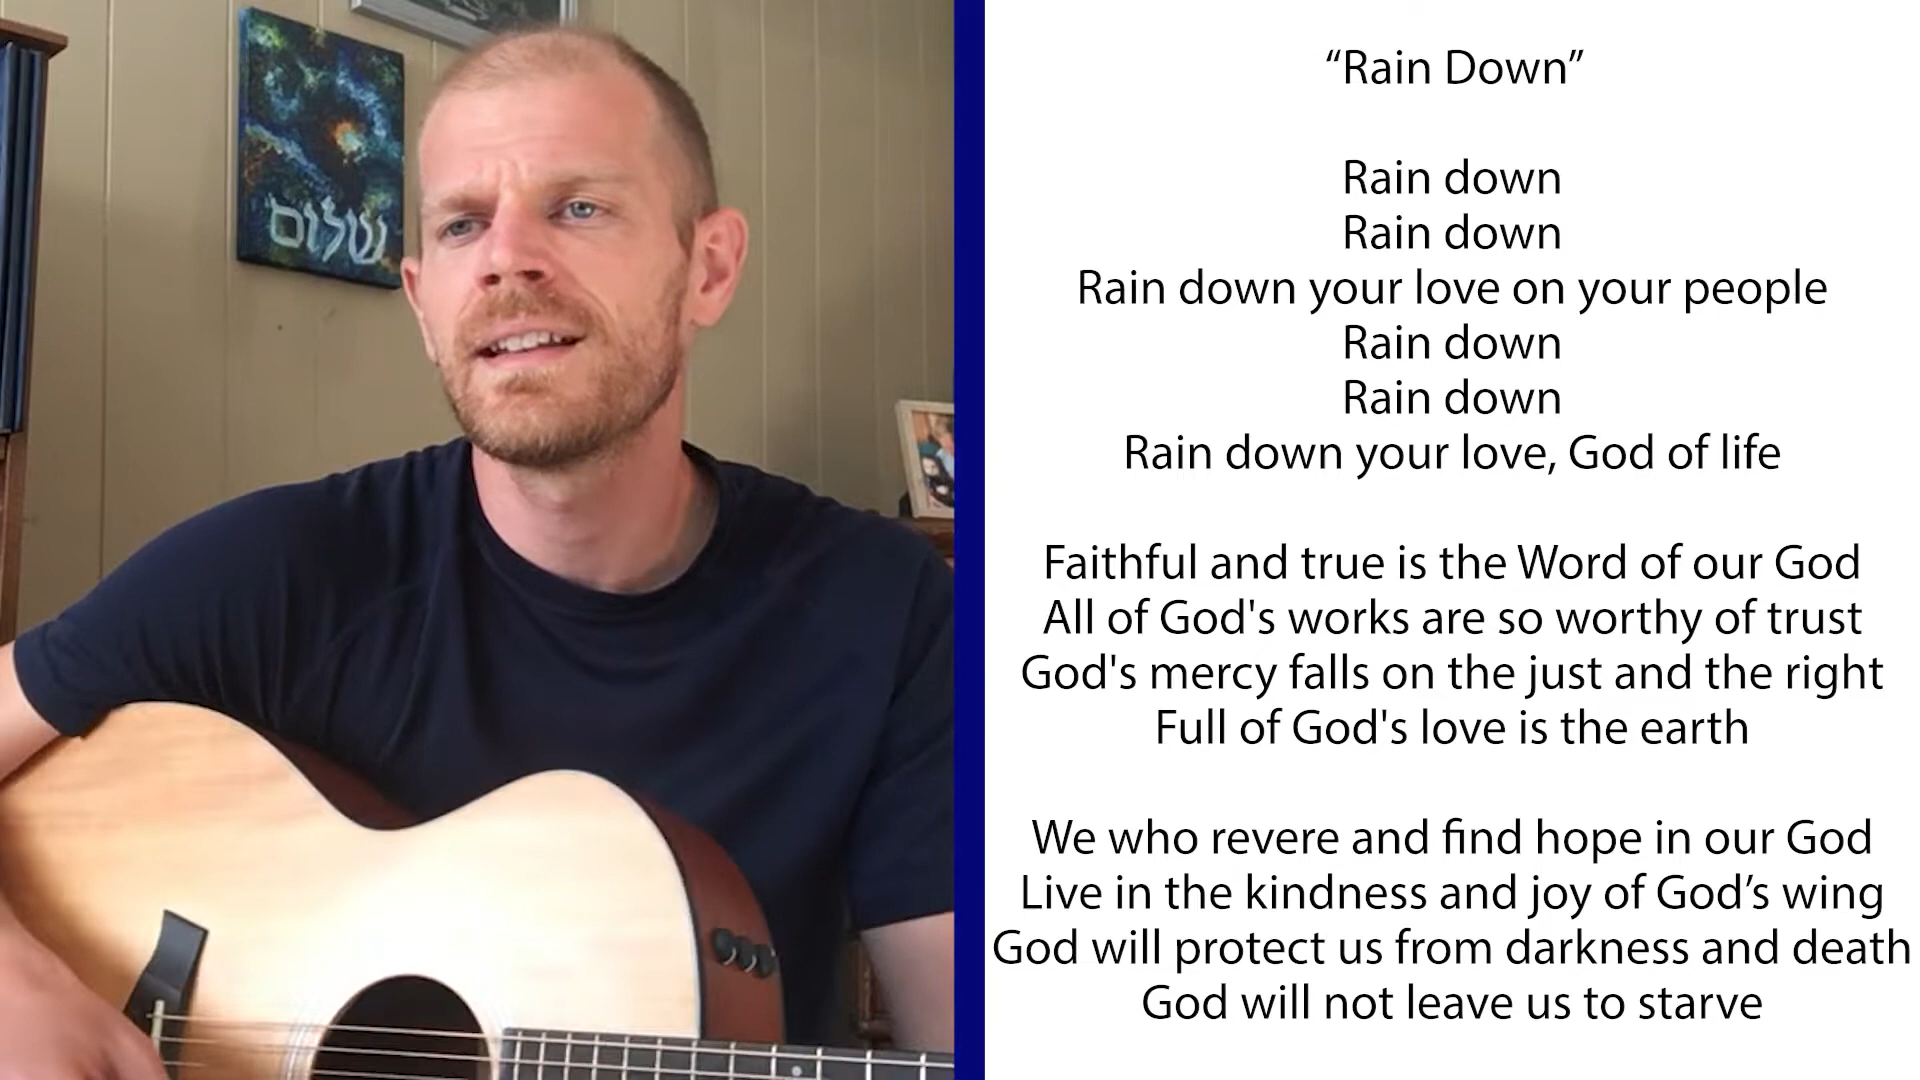 שלום
“Rain Down”
Rain down
Rain down
Rain down your love on your people
Rain down
Rain down
Rain down your love, God of life
Faithful and true is the Word of our God
All of God's works are so worthy of trust
God's mercy falls on the just and the right
Full of God's love is the earth
We who revere and find hope in our God
Live in the kindness and joy of God’s wing
God will protect us from darkness and death
God will not leave us to starve